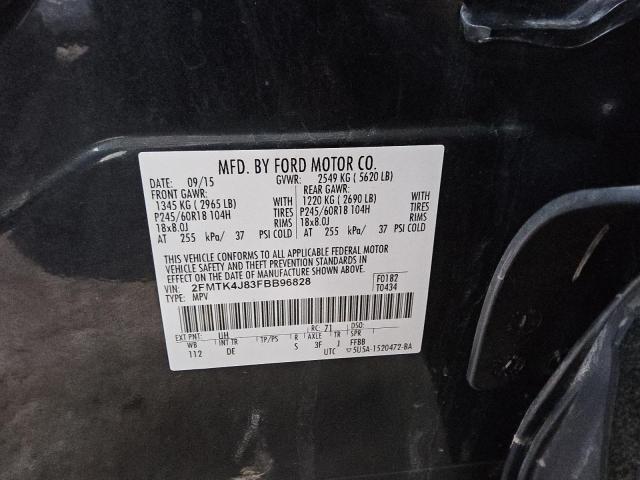 MFD. BY FORD MOTOR CO.
DATE: 09/15 GVWR: 2549 KG ( 5620 LB)
FRONT GAWR: REAR GAWR:
1345 KG ( 2965 LB) WITH 1220 KG ( 2690 LB) WITH
P245/60R18 104H TIRES P245/60R18 104H TIRES
18x8.0J RIMS 18x8.0J RIMS
AT 255 kPa/ 37 PSI COLD AT 255 kPa/ 37 PSI COLD
THIS VEHICLE CONFORMS TO ALL APPLICABLE FEDERAL MOTOR
VEHICLE SAFETY AND THEFT PREVENTION STANDARDS IN
EFFECT ON THE DATE OF MANUFACTURE SHOWN ABOVE.
VIN: 2FMTK4J83FBB96828 F0182
TYPE: MPV T0434
EXT PNT: UH RC: 71 DSO:
WB INT TR TP/PS R AXLE TR SPR
112 DE S 3F J FFBB
UTC 5U5A-1520472-BA